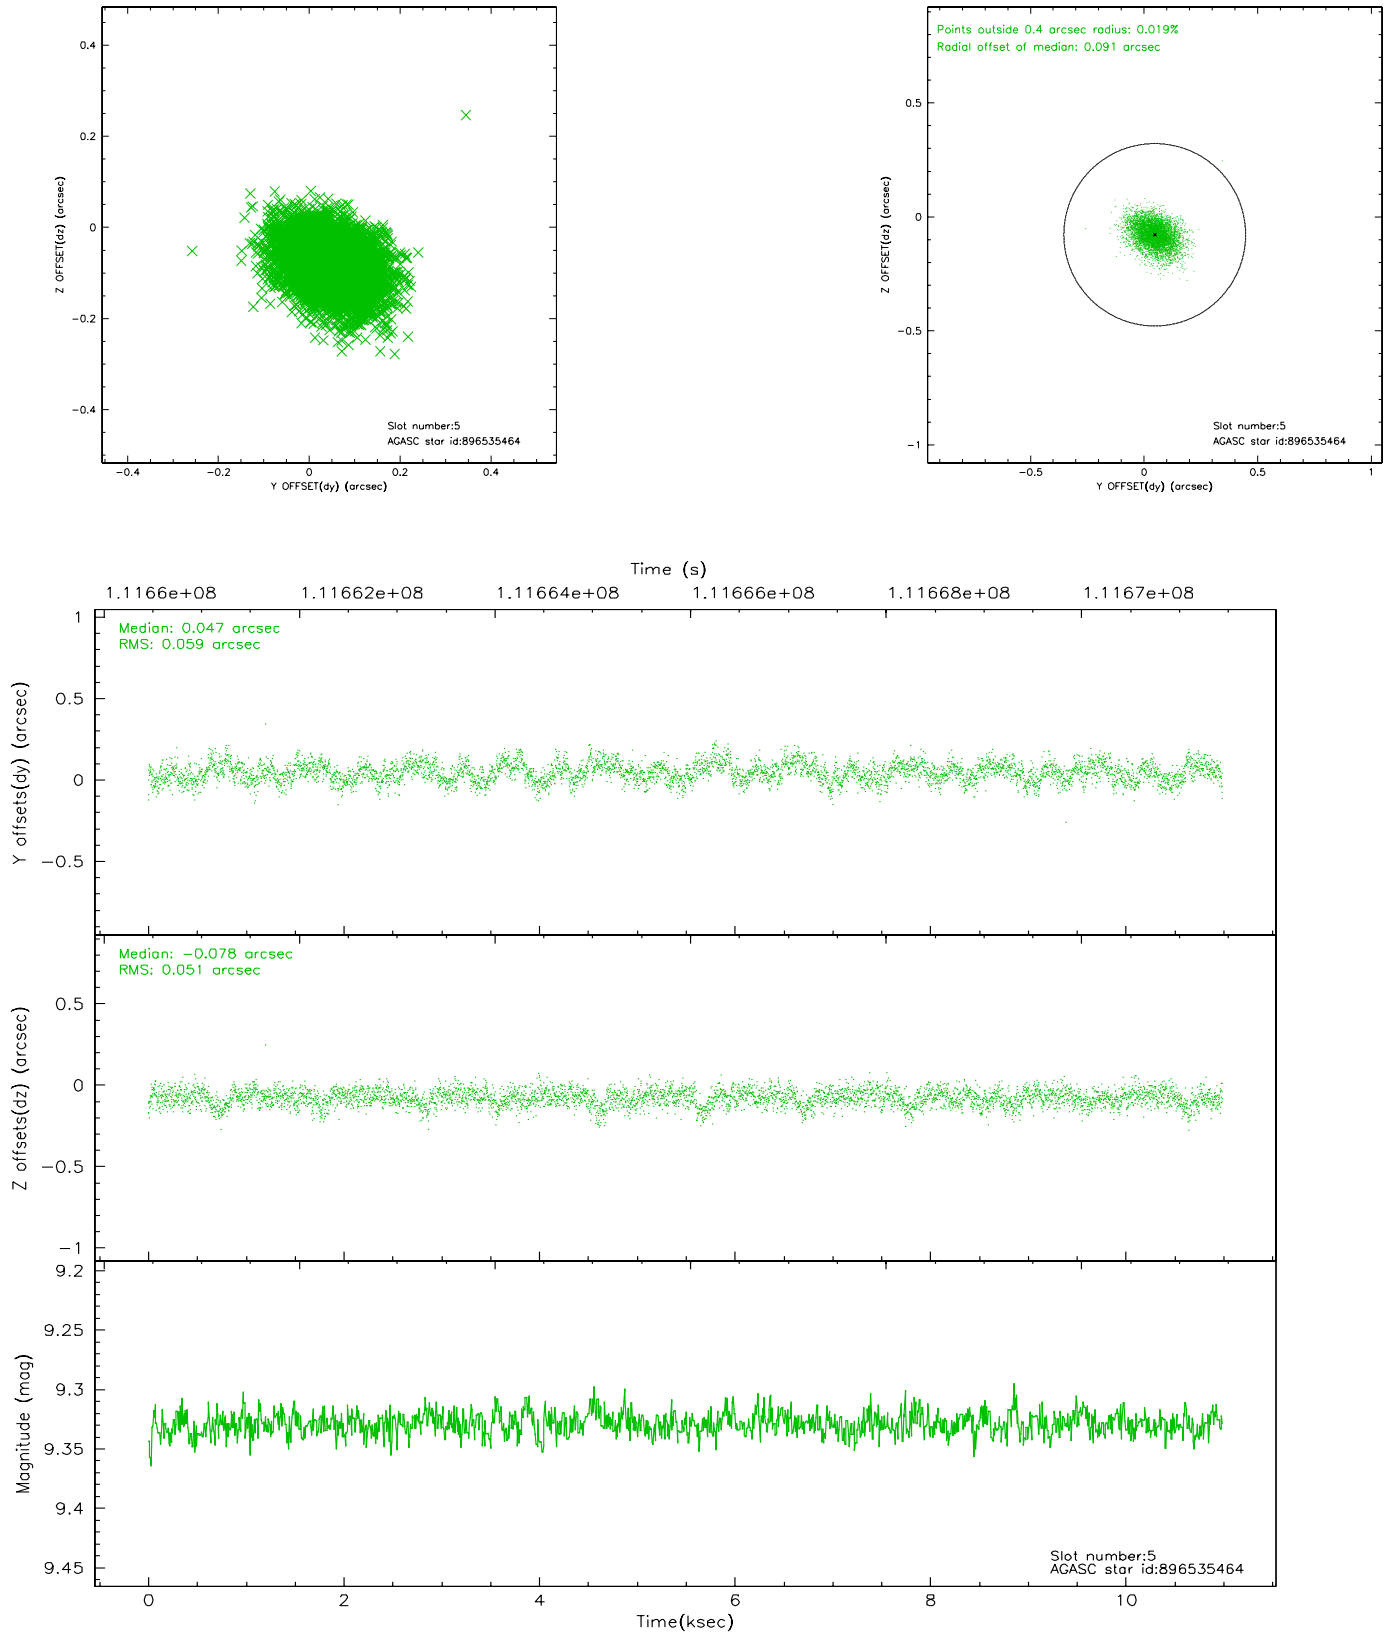 0.4
0.2
0
-0.2
-0.4
Z OFFSET(dz) (arcsec)
Slot number:5
AGASC star id:896535464
-0.4 -0.2 0 0.2 0.4
Y OFFSET(dy) (arcsec)
Points outside 0.4 arcsec radius: 0.019%
Radial offset of median: 0.091 arcsec
0.5
0
-0.5
-1
Z OFFSET(dz) (arcsec)
Slot number:5
AGASC star id:896535464
-0.5 0 0.5 1
Y OFFSET(dy) (arcsec)
Time (s)
1.1166e+08 1.11662e+08 1.11664e+08 1.11666e+08 1.11668e+08 1.1167e+08
Median: 0.047 arcsec
RMS: 0.059 arcsec
1
0.5
0
-0.5
Y offsets(dy) (arcsec)
Median: -0.078 arcsec
RMS: 0.051 arcsec
0.5
0
-0.5
-1
Z offsets(dz) (arcsec)
9.2
9.25
9.3
9.35
9.4
9.45
Magnitude (mag)
Slot number:5
AGASC star id:896535464
0 2 4 6 8 10
Time(ksec)